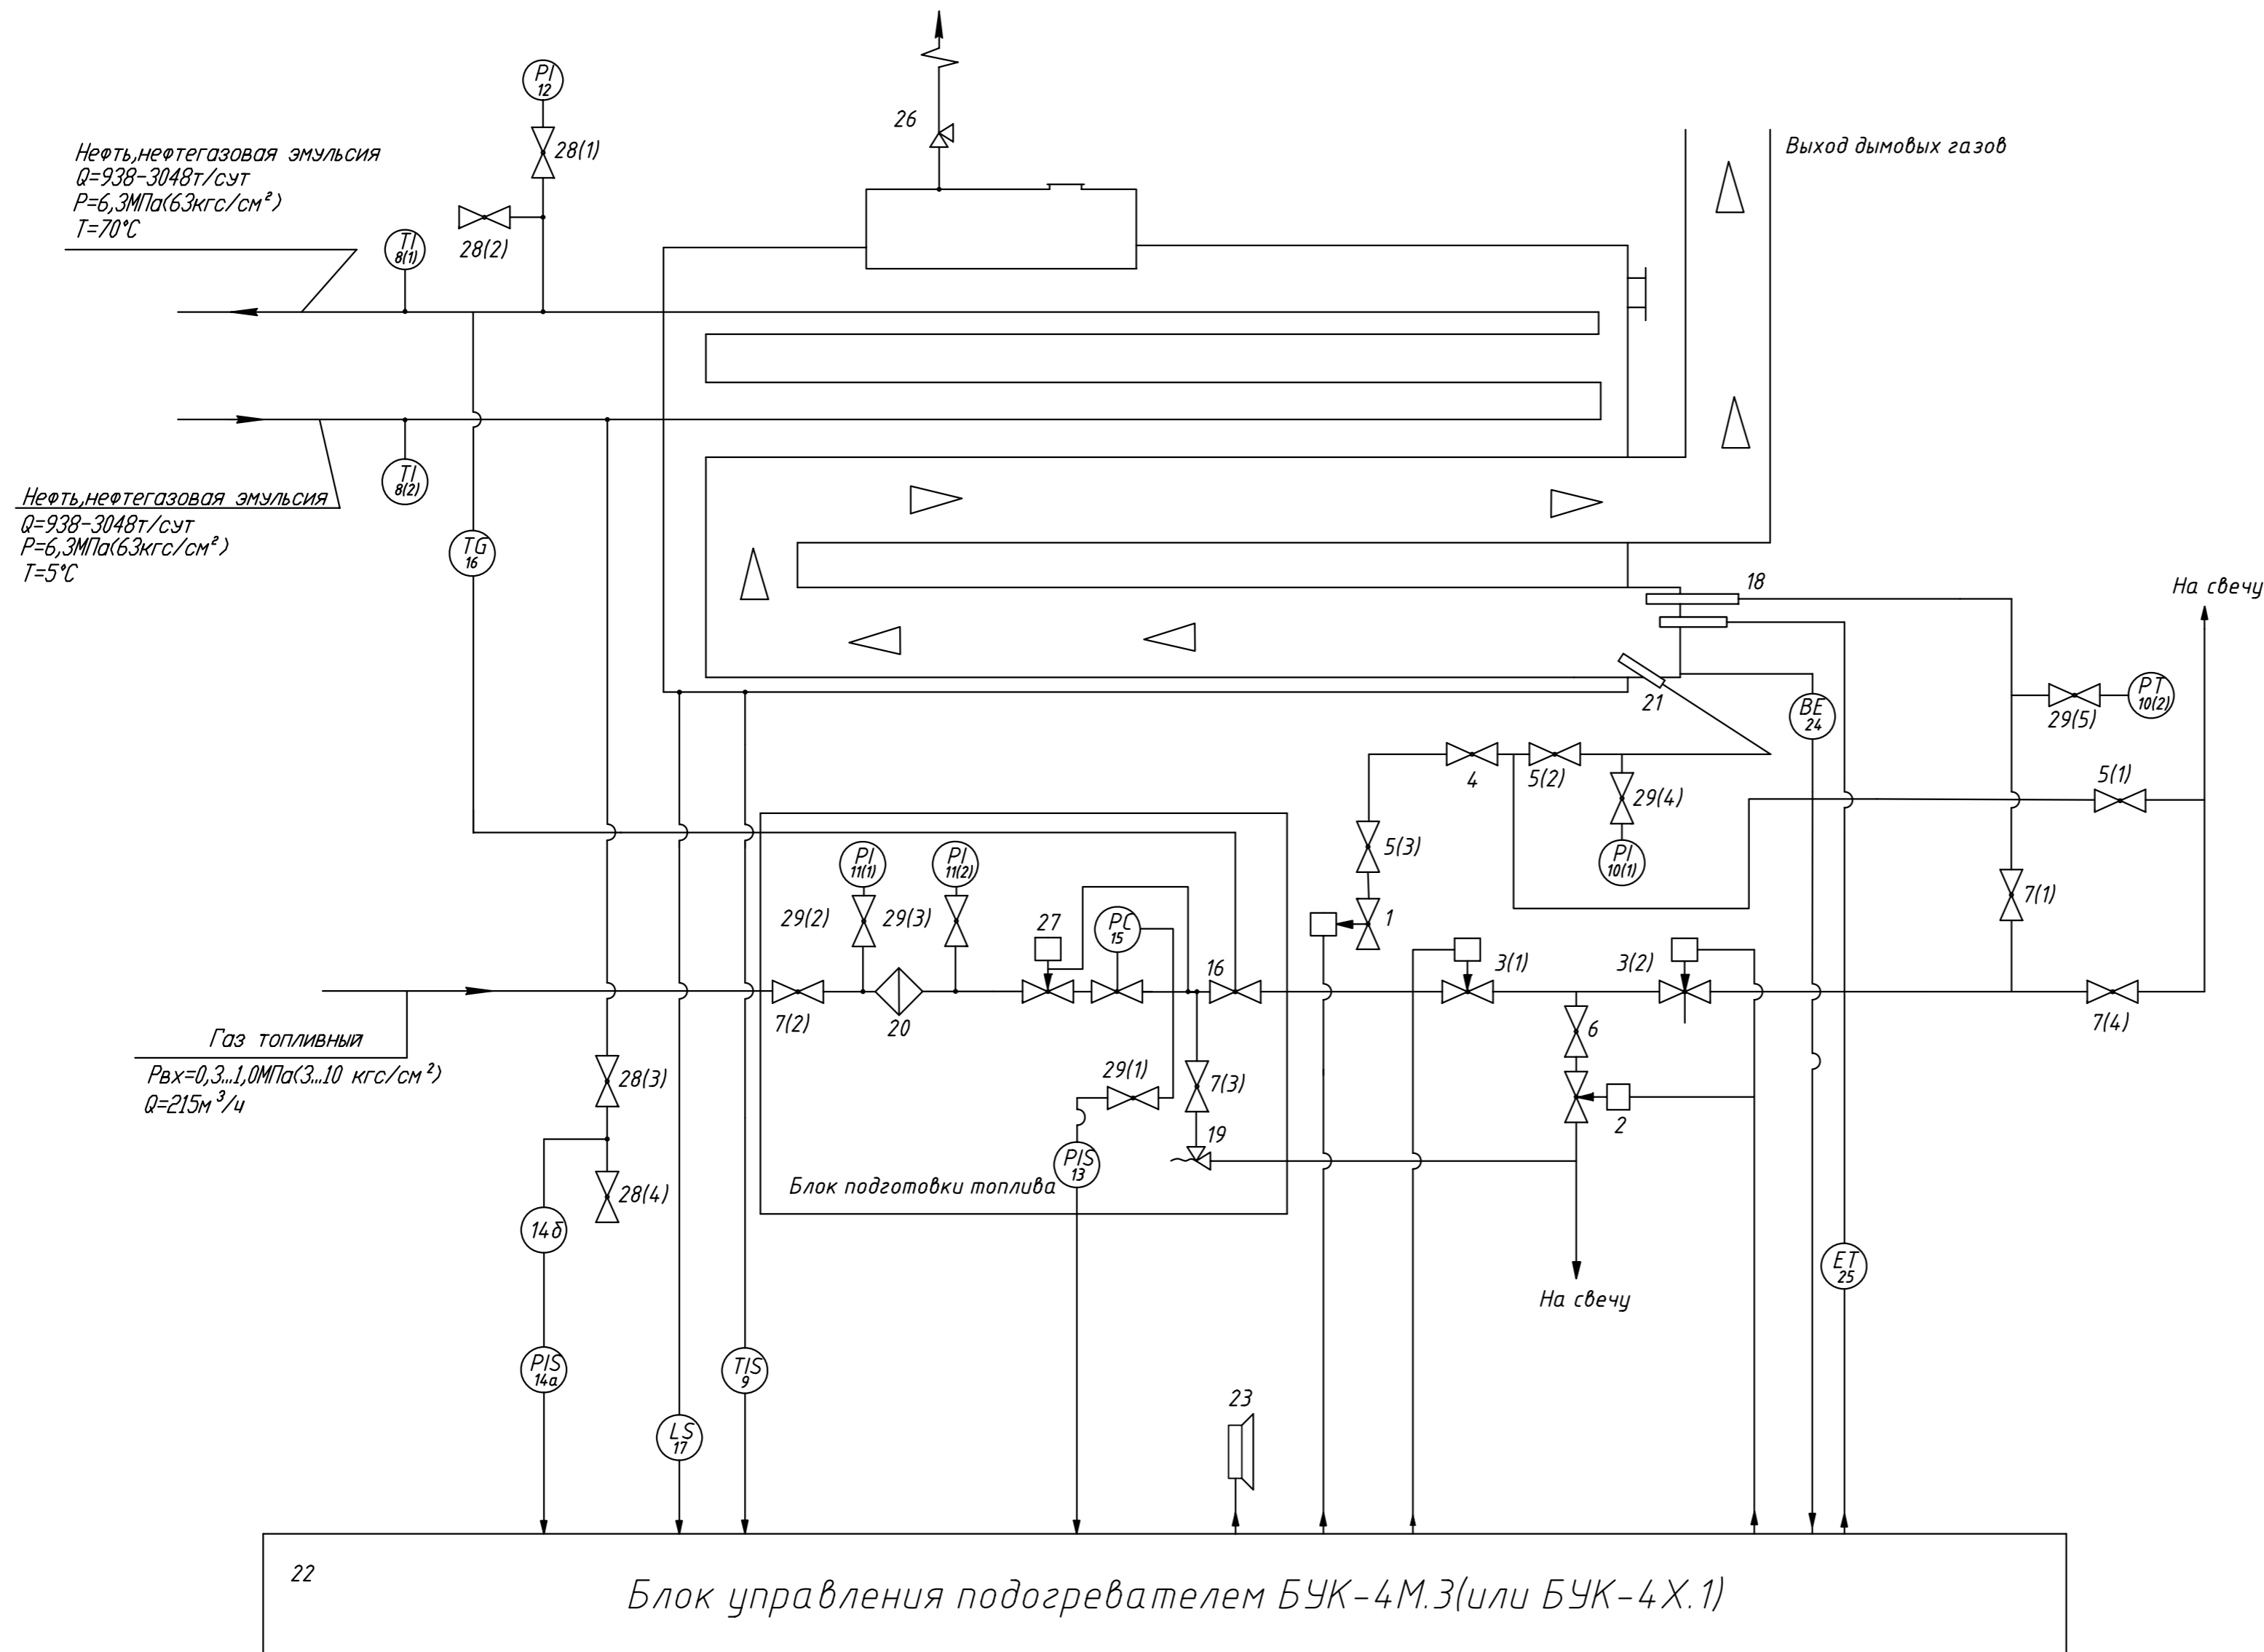 PI
12
28(1)
26
Выход дымовых газов
Нефть,нефтегазовая эмульсия
Q=938-3048т/сут
P=6,3МПа(63кгс/см²)
T=70°C
TI
8(1)
28(2)
TI
8(2)
Нефть,нефтегазовая эмульсия
Q=938-3048т/сут
P=6,3МПа(63кгс/см²)
T=5°C
TG
16
18
На свечу
21
BE
24
PT
10(2)
29(5)
4
5(2)
29(4)
5(1)
5(3)
PI
10(1)
7(1)
PI
11(1)
PI
11(2)
29(2)
29(3)
27
PC
15
1
16
3(1)
3(2)
7(2)
20
7(4)
Газ топливный
Рвх=0,3...1,0МПа(3...10 кгс/см²)
Q=215м³/ч
6
28(3)
29(1)
7(3)
2
19
PIS
13
Блок подготовки топлива
28(4)
14б
ET
25
На свечу
PIS
14а
TIS
9
23
LS
17
22
Блок управления подогревателем БУК-4М.3(или БУК-4Х.1)